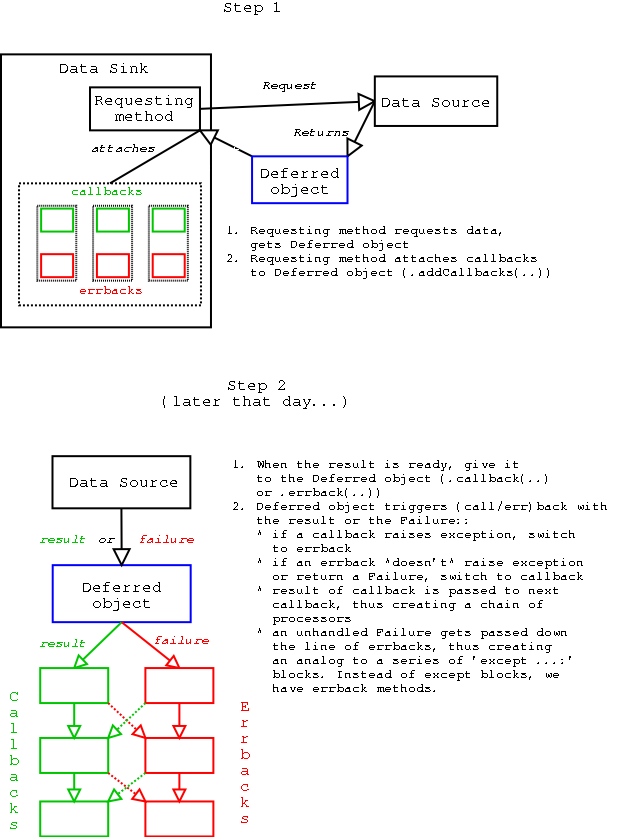 Step 1
Data Sink
Requesting
method
Request
Data Source
Returns
attaches
Deferred
object
callbacks
errbacks
1. Requesting method requests data,
gets Deferred object
2. Requesting method attaches callbacks
to Deferred object (.addCallbacks(..))
Step 2
(later that day...)
Data Source
result or failure
Deferred
object
result
failure
Callbacks
Errbacks
1. When the result is ready, give it
to the Deferred object (.callback(..)
or .errback(..))
2. Deferred object triggers (call/err)back with
the result or the Failure::
* if a callback raises exception, switch
to errback
* if an errback *doesn't* raise exception
or return a Failure, switch to callback
* result of callback is passed to next
callback, thus creating a chain of
processors
* an unhandled Failure gets passed down
the line of errbacks, thus creating
an analog to a series of 'except ...:'
blocks. Instead of except blocks, we
have errback methods.